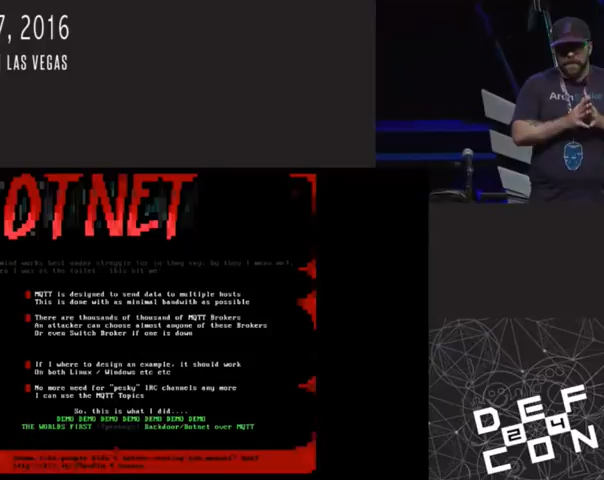 7, 2016
LAS VEGAS
OTNET
MQTT is designed to send data to multiple hosts
This is done with as minimal bandwith as possible
There are thousands of thousand of MQTT Brokers
An attacker can choose almost anyone of these Brokers
Or even Switch Broker if one is down
If I where to design an example, it should work
On both Linux / Windows etc etc
No more need for "pesky" IRC channels any more
I can use the MQTT Topics
So, this is what I did....
DEMO DEMO DEMO DEMO DEMO DEMO DEMO
THE WORLDS FIRST Backdoor/Botnet over MQTT
DEF
24
CON